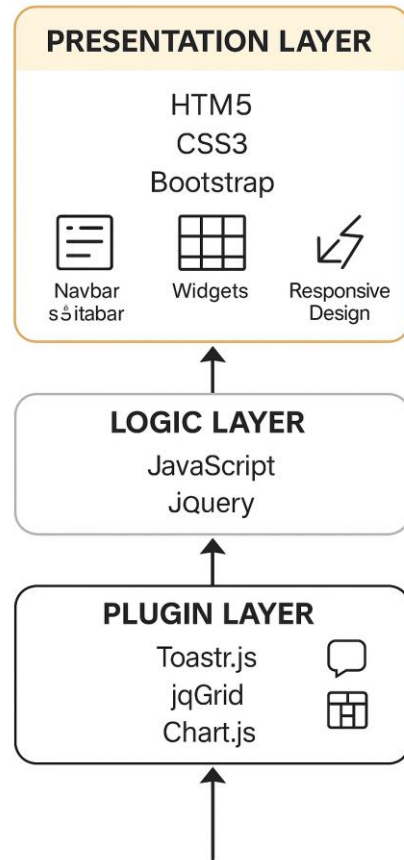 PRESENTATION LAYER
HTM5
CSS3
Bootstrap
Navbar
Widgets
Responsive
Design
LOGIC LAYER
JavaScript
jQuery
PLUGIN LAYER
Toastr.js
jqGrid
Chart.js